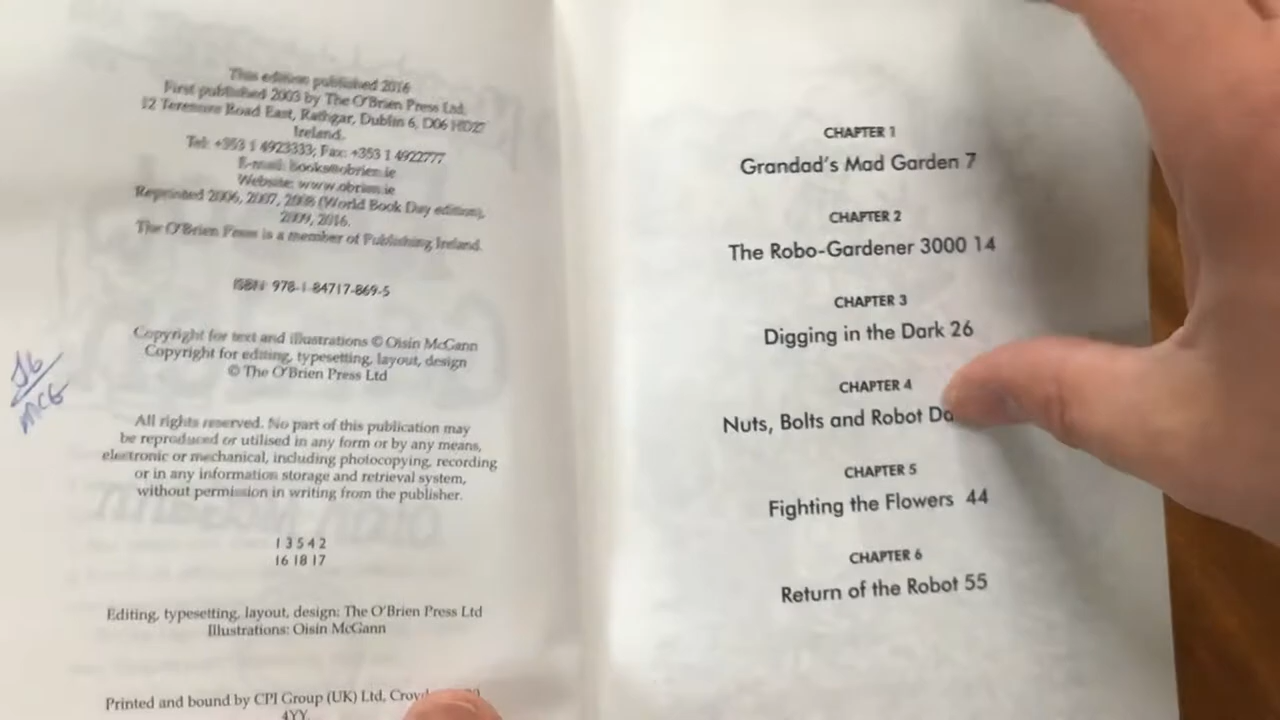 This edition published 2016
First published 2003 by The O'Brien Press Ltd,
12 Terenure Road East, Rathgar, Dublin 6, D06 HD27
Ireland.
Tel: +353 1 4923333; Fax: +353 1 4922777
E-mail: books@obrien.ie
Website: www.obrien.ie
Reprinted 2006, 2007, 2008 (World Book Day edition),
2009, 2016.
The O'Brien Press is a member of Publishing Ireland.
ISBN: 978-1-84717-869-5
Copyright for text and illustrations © Oisín McGann
Copyright for editing, typesetting, layout, design
© The O'Brien Press Ltd
All rights reserved. No part of this publication may
be reproduced or utilised in any form or by any means,
electronic or mechanical, including photocopying, recording
or in any information storage and retrieval system,
without permission in writing from the publisher.
1 3 5 4 2
16 18 17
Editing, typesetting, layout, design: The O'Brien Press Ltd
Illustrations: Oisín McGann
Printed and bound by CPI Group (UK) Ltd,
4YY
J6
MCG
CHAPTER 1
Grandad's Mad Garden 7
CHAPTER 2
The Robo-Gardener 3000 14
CHAPTER 3
Digging in the Dark 26
CHAPTER 4
Nuts, Bolts and Robot
CHAPTER 5
Fighting the Flowers 44
CHAPTER 6
Return of the Robot 55